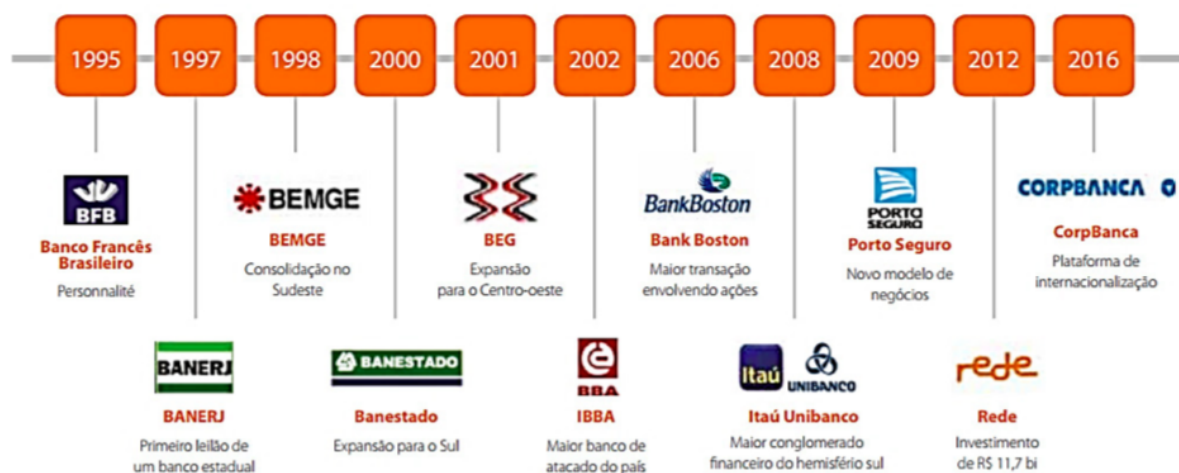 1995
1997
1998
2000
2001
2002
2006
2008
2009
2012
2016
BFB
Banco Francês
Brasileiro
Personnalité
BEMGE
BEMGE
Consolidação no
Sudeste
BEG
Expansão
para o Centro-oeste
BankBoston
Bank Boston
Maior transação
envolvendo ações
PORTO
SEGURO
Porto Seguro
Novo modelo de
negócios
CORPBANCA
CorpBanca
Plataforma de
internacionalização
BANERJ
BANERJ
Primeiro leilão de
um banco estadual
BANESTADO
Banestado
Expansão para o Sul
BBA
IBBA
Maior banco de
atacado do país
Itaú
UNIBANCO
Itaú Unibanco
Maior conglomerado
financeiro do hemisfério sul
rede
Rede
Investimento
de R$ 11,7 bi